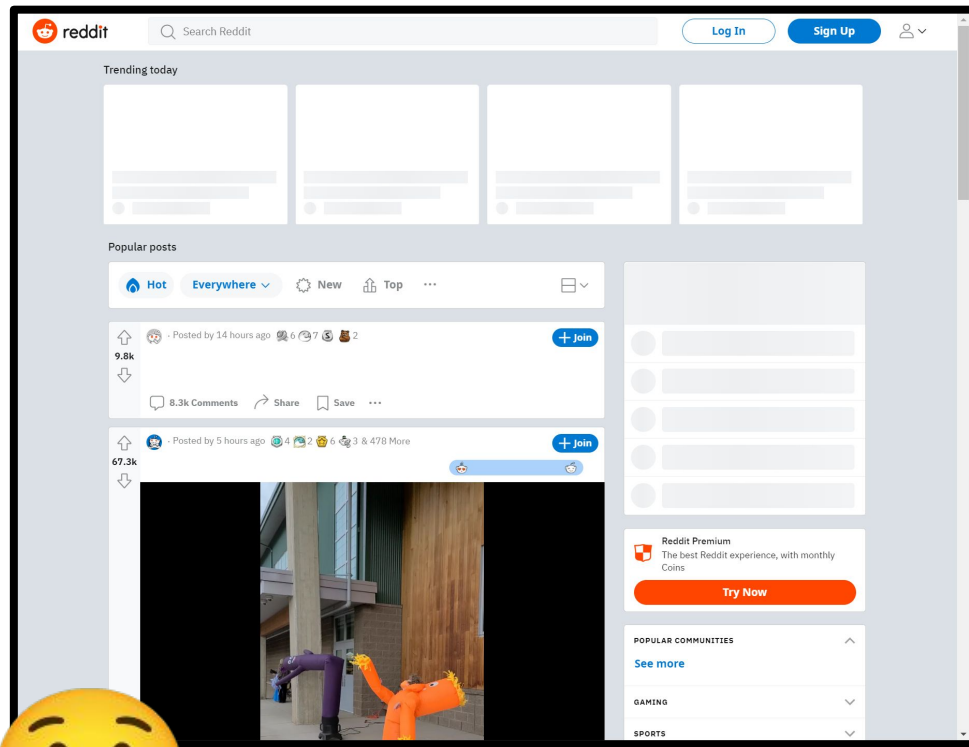 reddit
Search Reddit
Log In
Sign Up
Trending today
Popular posts
Hot
Everywhere
New
Top
...
· Posted by 14 hours ago 6 7 2
Join
9.8k
8.3k Comments
Share
Save
...
· Posted by 5 hours ago 4 2 6 3 & 478 More
Join
67.3k
Reddit Premium
The best Reddit experience, with monthly
Coins
Try Now
POPULAR COMMUNITIES
See more
GAMING
SPORTS